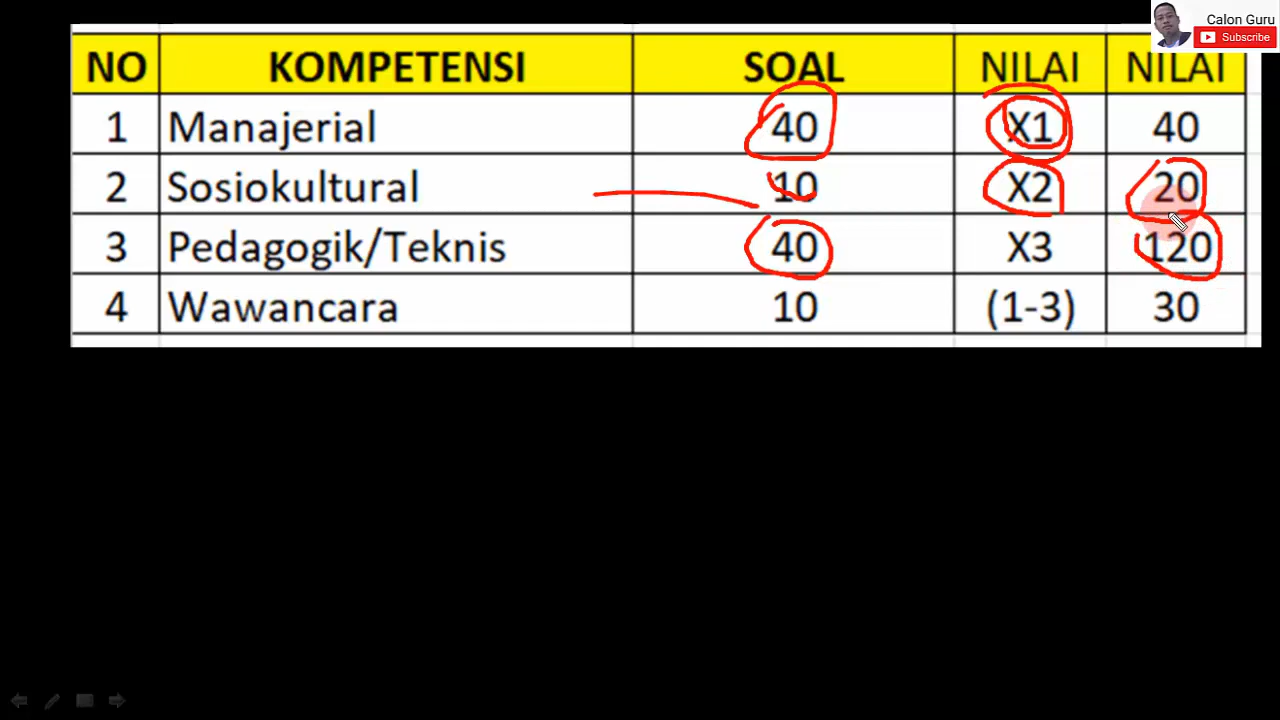 Calon Guru
Subscribe
NO KOMPETENSI SOAL NILAI NILAI
1 Manajerial 40 X1 40
2 Sosiokultural 10 X2 20
3 Pedagogik/Teknis 40 X3 120
4 Wawancara 10 (1-3) 30